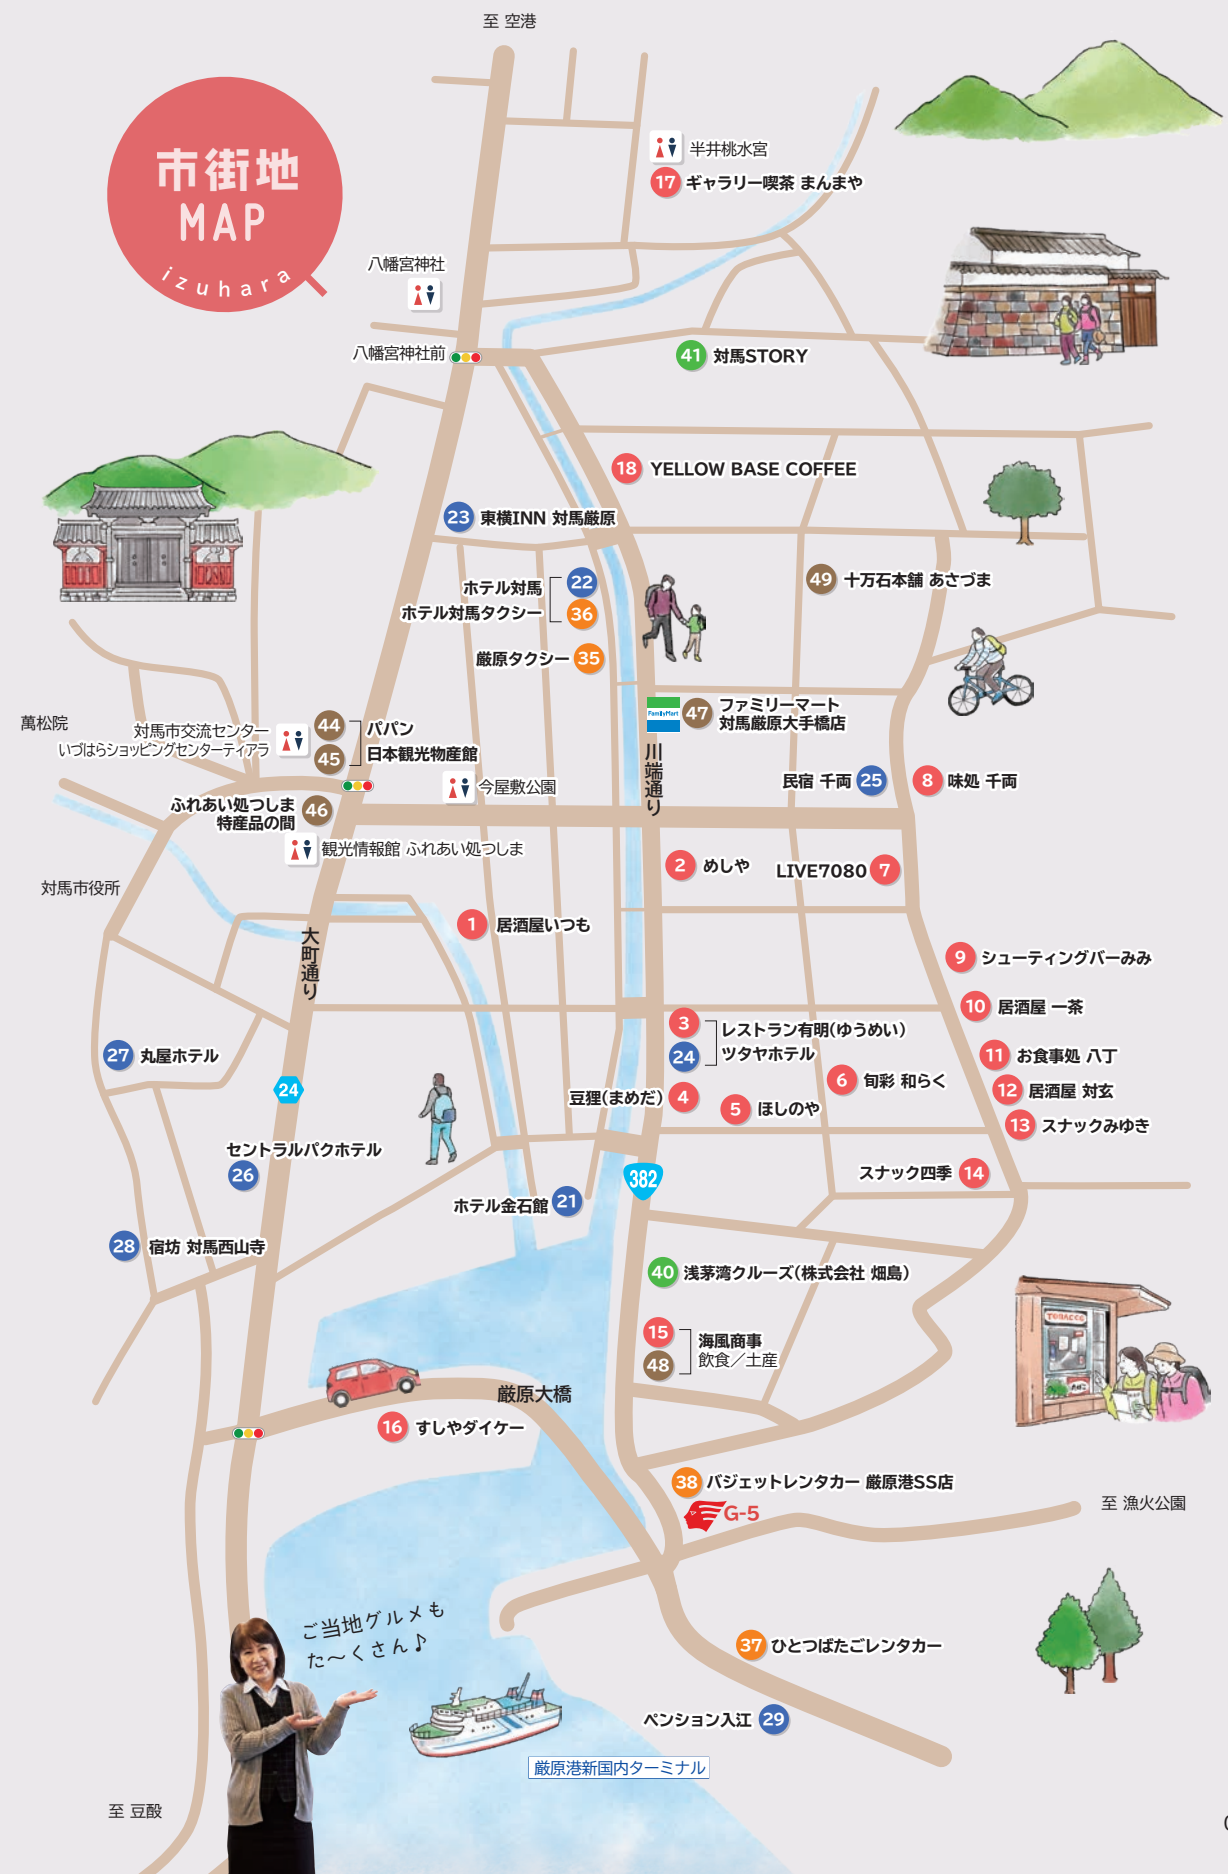 至 空港
市街地
MAP
izuhara
半井桃水宮
17 ギャラリー喫茶 まんまや
八幡宮神社
八幡宮神社前
41 対馬STORY
18 YELLOW BASE COFFEE
23 東横INN 対馬厳原
ホテル対馬 22
ホテル対馬タクシー 36
49 十万石本舗 あさづま
厳原タクシー 35
FamilyMart
47 ファミリーマート
対馬厳原大手橋店
萬松院
対馬市交流センター
いづはらショッピングセンターティアラ
44 パパン
45 日本観光物産館
川端通り
今屋敷公園
民宿 千両 25
8 味処 千両
ふれあい処つしま
特産品の間 46
観光情報館 ふれあい処つしま
2 めしや
LIVE7080 7
対馬市役所
1 居酒屋いつも
大町通り
9 シューティングバーみみ
10 居酒屋 一茶
3 レストラン有明(ゆうめい)
24 ツタヤホテル
11 お食事処 八丁
27 丸屋ホテル
6 旬彩 和らく
12 居酒屋 対玄
24
豆狸(まめだ) 4
5 ほしのや
13 スナックみゆき
セントラルパクホテル
26
382
スナック四季 14
ホテル金石館 21
28 宿坊 対馬西山寺
40 浅茅湾クルーズ(株式会社 畑島)
15 海風商事
48 飲食／土産
TOBACCO
たばこ
厳原大橋
16 すしやダイケー
38 バジェットレンタカー 厳原港SS店
G-5
至 漁火公園
ご当地グルメも
た〜くさん♪
37 ひとつばたごレンタカー
ペンション入江 29
厳原港新国内ターミナル
至 豆酘